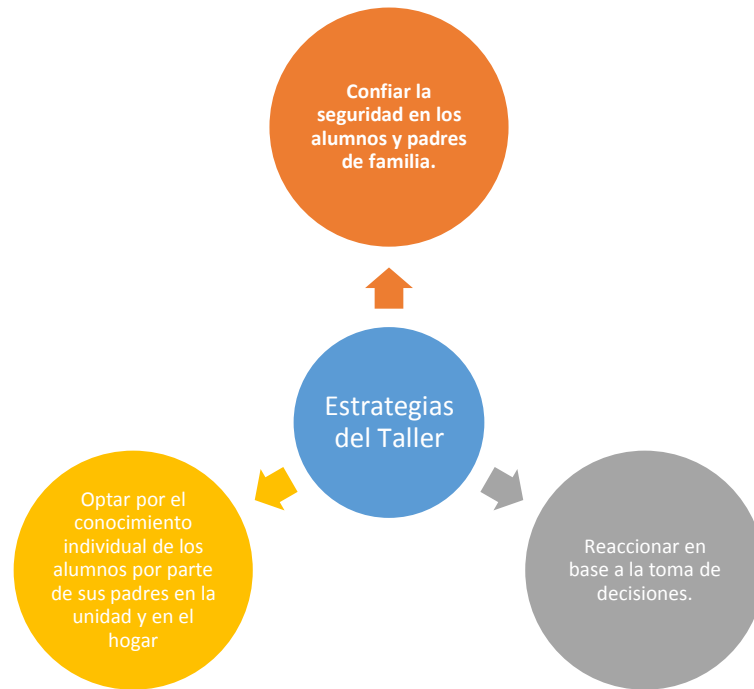 Confiar la
seguridad en los
alumnos y padres
de familia.
Estrategias
del Taller
Optar por el
conocimiento
individual de los
alumnos por parte
de sus padres en la
unidad y en el
hogar
Reaccionar en
base a la toma de
decisiones.